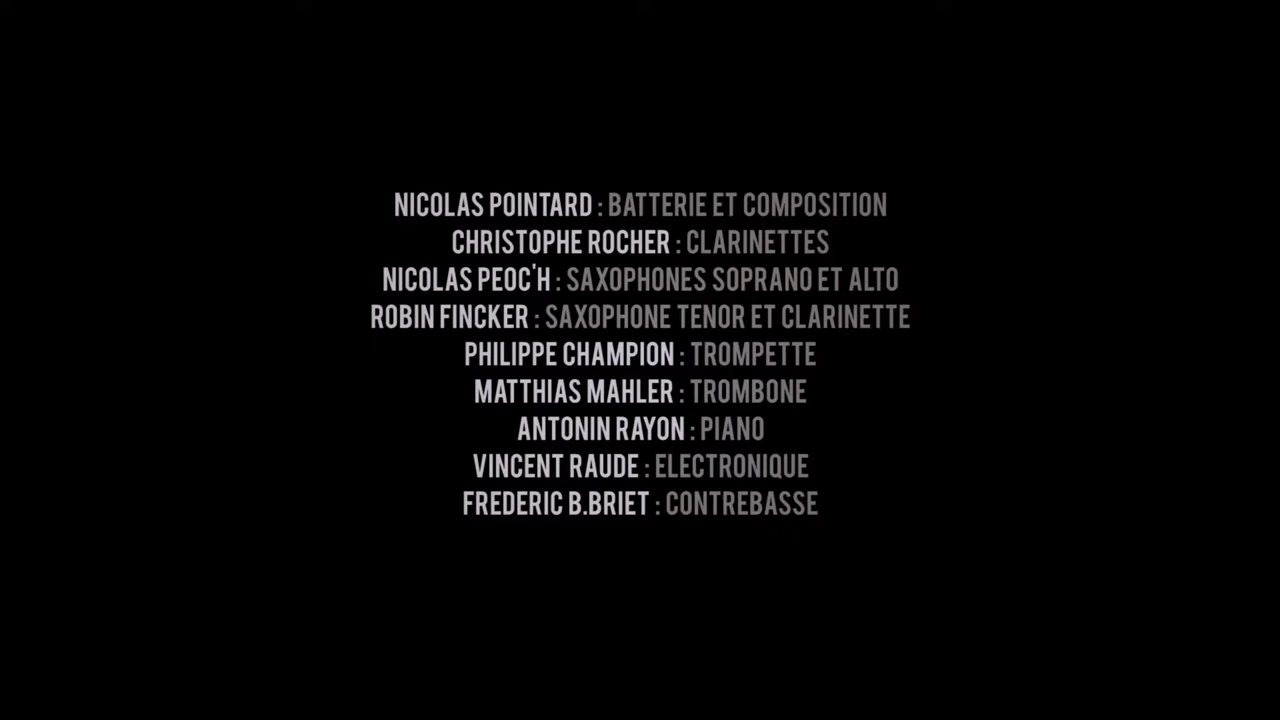 NICOLAS POINTARD : BATTERIE ET COMPOSITION
CHRISTOPHE ROCHER : CLARINETTES
NICOLAS PEOC'H : SAXOPHONES SOPRANO ET ALTO
ROBIN FINCKER : SAXOPHONE TENOR ET CLARINETTE
PHILIPPE CHAMPION : TROMPETTE
MATTHIAS MAHLER : TROMBONE
ANTONIN RAYON : PIANO
VINCENT RAUDE : ELECTRONIQUE
FREDERIC B.BRIET : CONTREBASSE